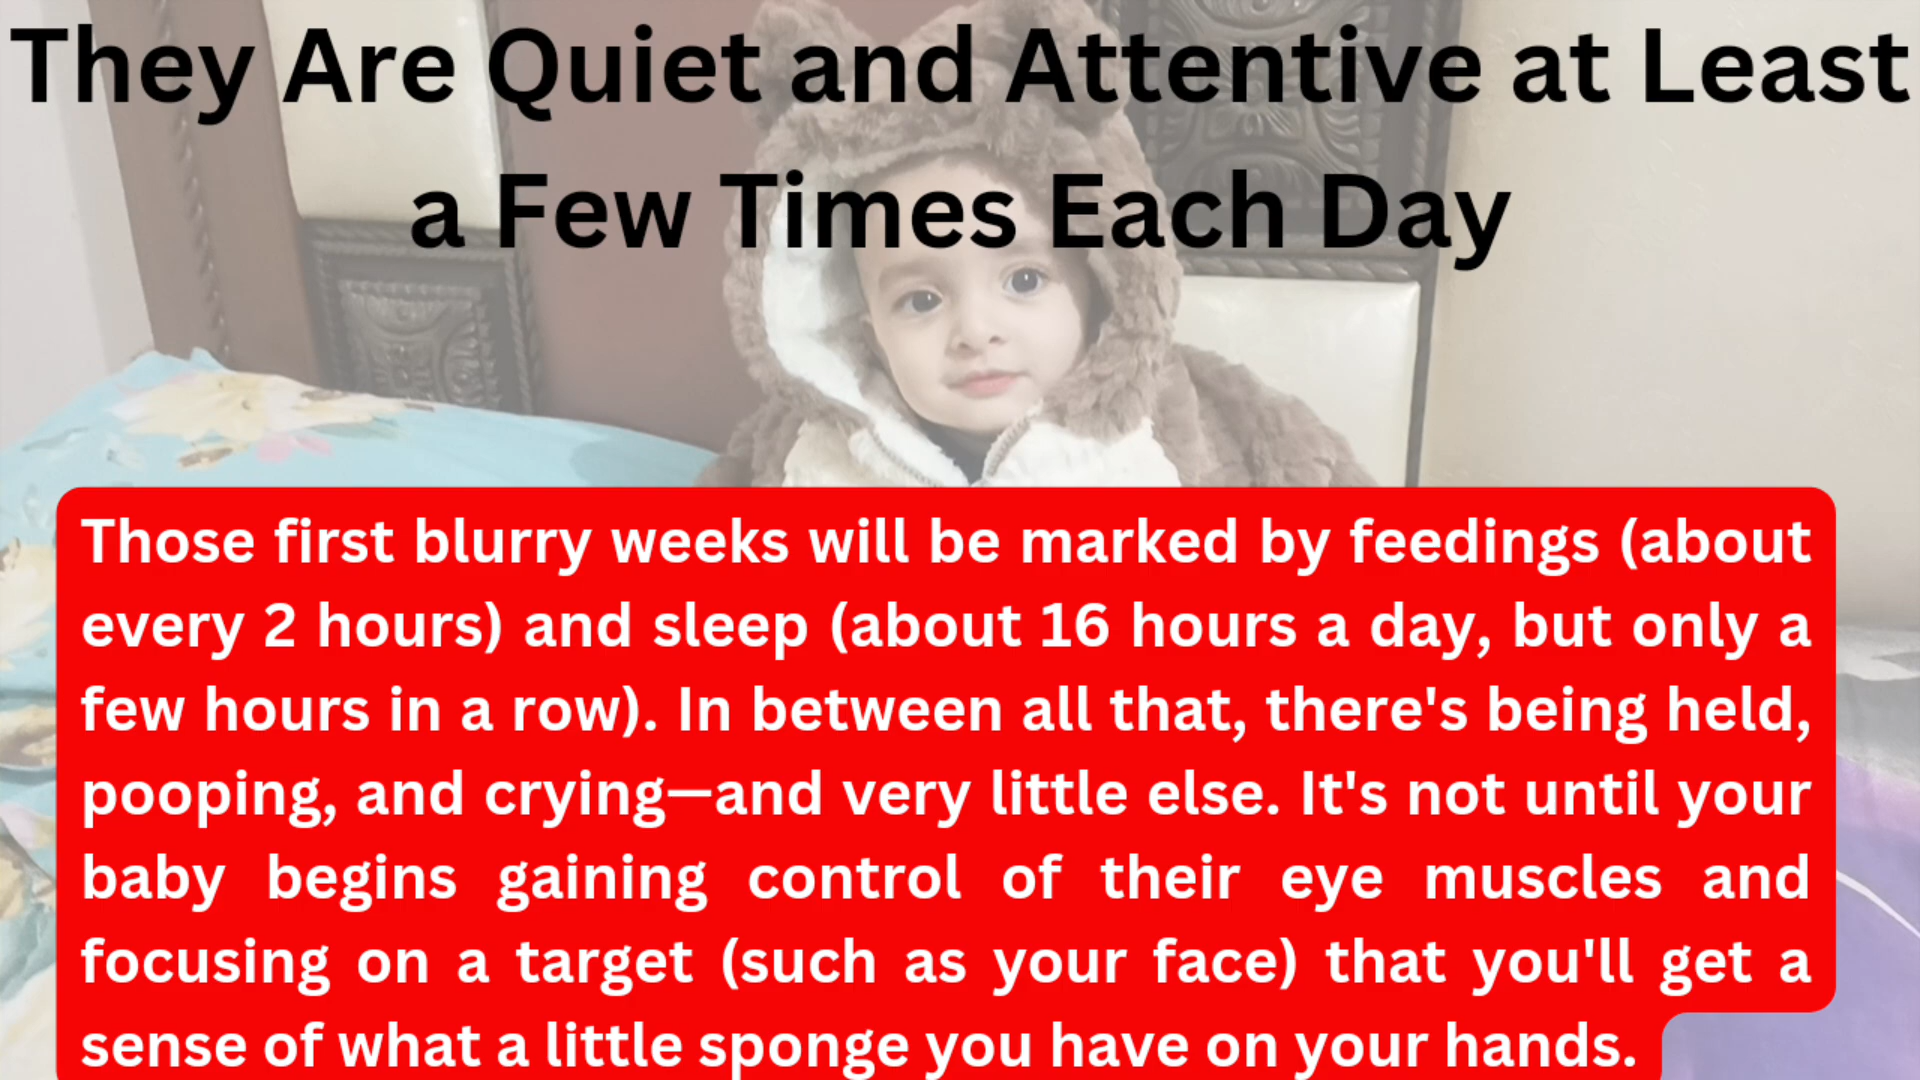 They Are Quiet and Attentive at Least
a Few Times Each Day
Those first blurry weeks will be marked by feedings (about
every 2 hours) and sleep (about 16 hours a day, but only a
few hours in a row). In between all that, there's being held,
pooping, and crying—and very little else. It's not until your
baby begins gaining control of their eye muscles and
focusing on a target (such as your face) that you'll get a
sense of what a little sponge you have on your hands.